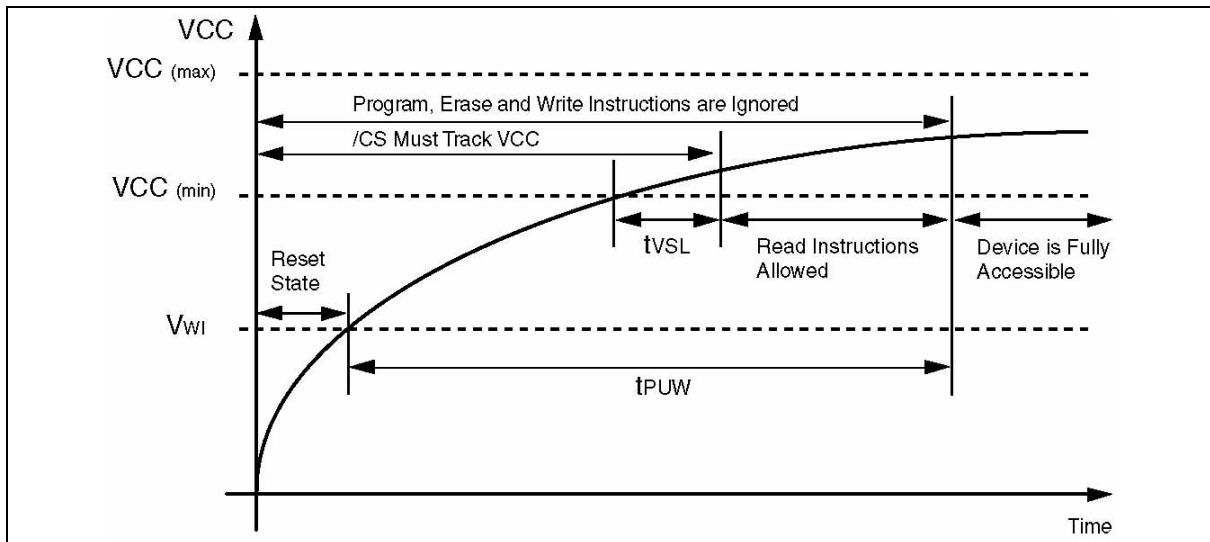 VCC
VCC (max)
Program, Erase and Write Instructions are Ignored
/CS Must Track VCC
VCC (min)
tVSL
Read Instructions
Allowed
Device is Fully
Accessible
Reset
State
VWI
tPUW
Time